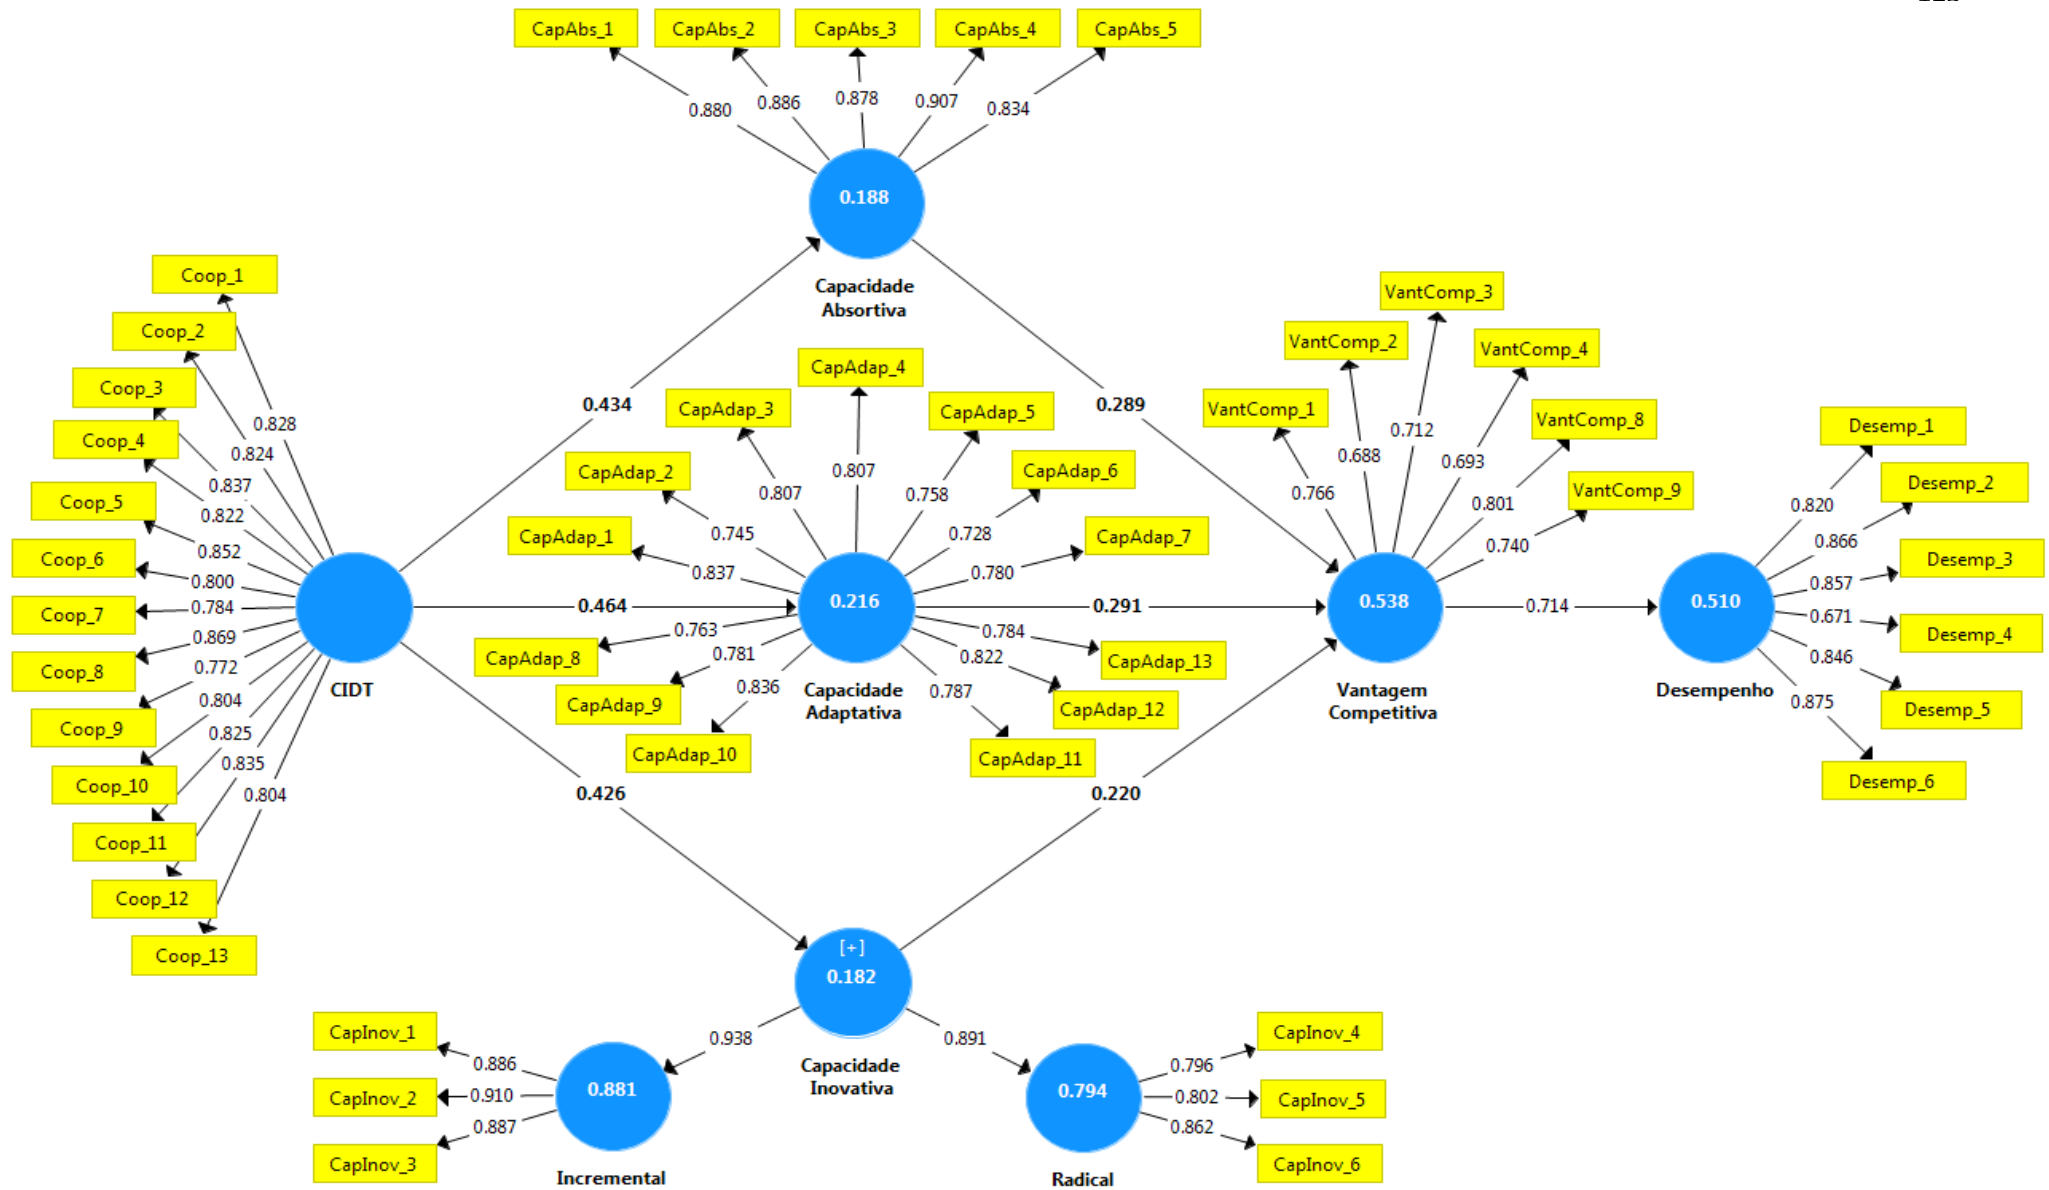 CapAbs_1
CapAbs_2
CapAbs_3
CapAbs_4
CapAbs_5
0.880
0.886
0.878
0.907
0.834
0.188
Capacidade
Absortiva
Coop_1
Coop_2
Coop_3
Coop_4
Coop_5
Coop_6
Coop_7
Coop_8
Coop_9
Coop_10
Coop_11
Coop_12
Coop_13
0.828
0.824
0.837
0.822
0.852
0.800
0.784
0.869
0.772
0.804
0.825
0.835
0.804
CIDT
0.434
0.464
0.426
CapAdap_1
CapAdap_2
CapAdap_3
CapAdap_4
CapAdap_5
CapAdap_6
CapAdap_7
0.837
0.745
0.807
0.807
0.758
0.728
0.780
0.216
Capacidade
Adaptativa
0.763
0.781
0.836
0.787
0.822
0.784
CapAdap_8
CapAdap_9
CapAdap_10
CapAdap_11
CapAdap_12
CapAdap_13
0.289
0.291
0.220
VantComp_1
VantComp_2
VantComp_3
VantComp_4
VantComp_8
VantComp_9
0.766
0.688
0.712
0.693
0.801
0.740
0.538
Vantagem
Competitiva
0.714
0.510
Desempenho
0.820
0.866
0.857
0.671
0.846
0.875
Desemp_1
Desemp_2
Desemp_3
Desemp_4
Desemp_5
Desemp_6
[+]
0.182
Capacidade
Inovativa
0.938
0.891
CapInov_1
CapInov_2
CapInov_3
0.886
0.910
0.887
0.881
Incremental
0.794
Radical
0.796
0.802
0.862
CapInov_4
CapInov_5
CapInov_6